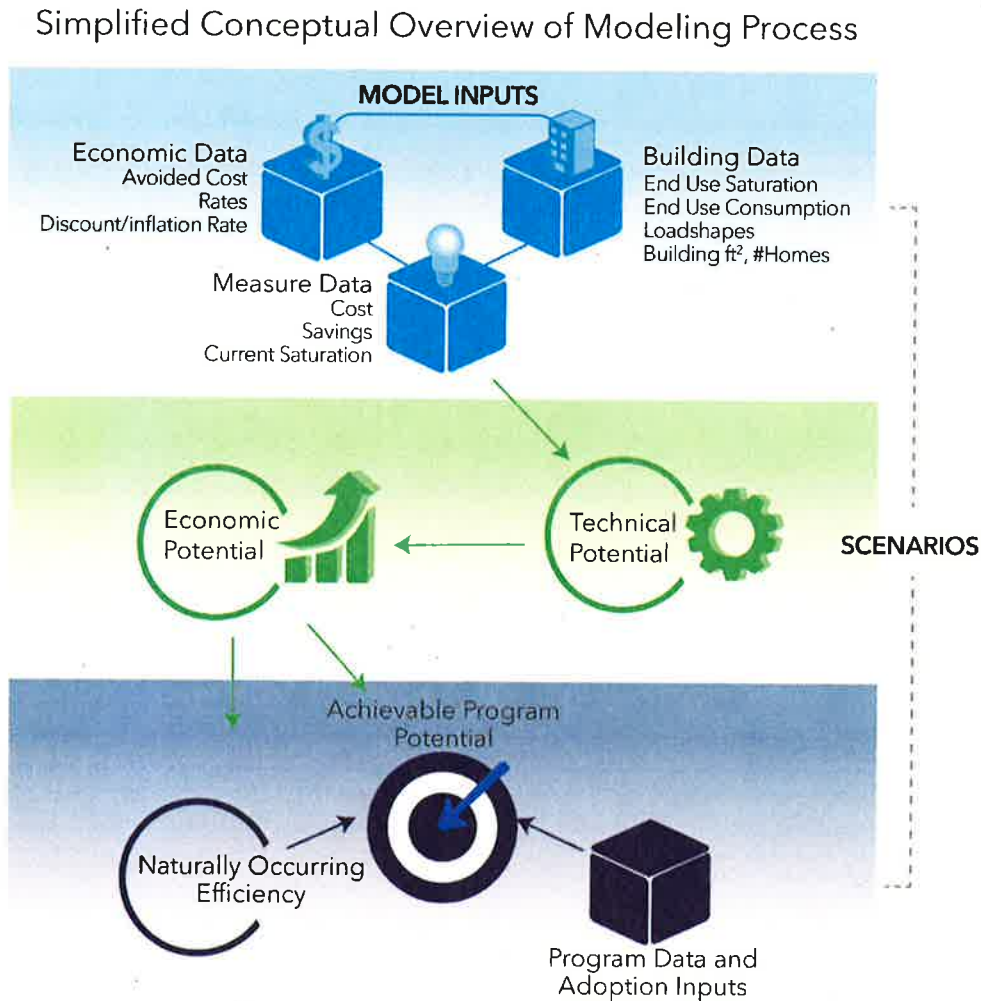 Simplified Conceptual Overview of Modeling Process
MODEL INPUTS
Economic Data
Avoided Cost
Rates
Discount/inflation Rate
Building Data
End Use Saturation
End Use Consumption
Loadshapes
Building ft², #Homes
Measure Data
Cost
Savings
Current Saturation
Economic
Potential
Technical
Potential
SCENARIOS
Achievable Program
Potential
Naturally Occurring
Efficiency
Program Data and
Adoption Inputs